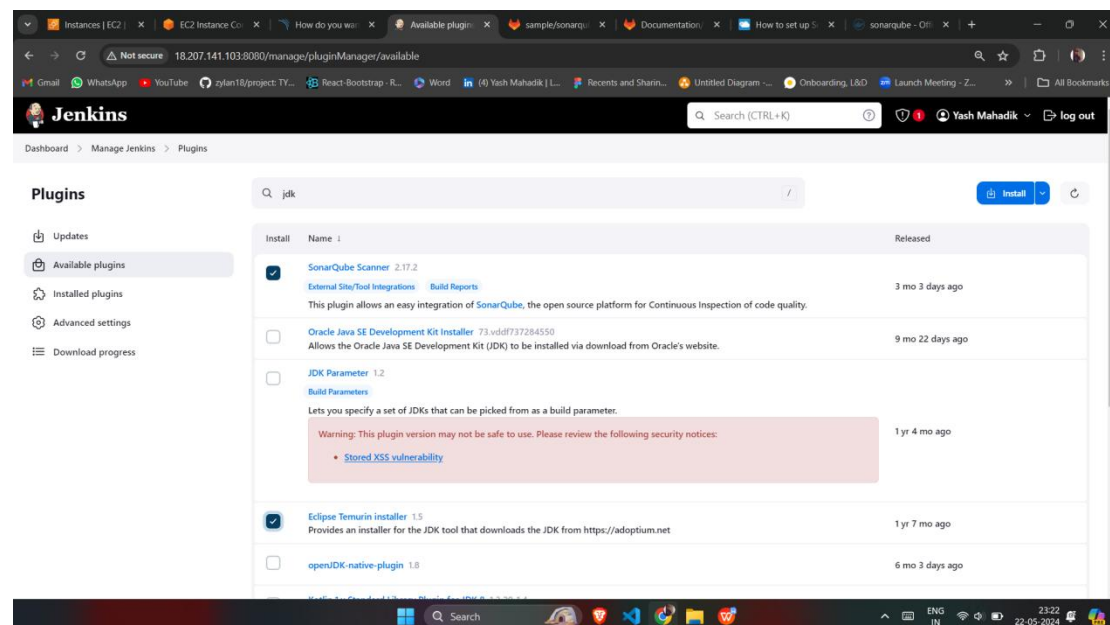 Instances | EC2 |
EC2 Instance Co
How do you wan
Available plugin
sample/sonarqu
Documentation
How to set up S
sonarqube - Offi
Not secure 18.207.141.103:8080/manage/pluginManager/available
Gmail WhatsApp YouTube zylan18/project: TY... React-Bootstrap · R... Word (4) Yash Mahadik | L... Recents and Sharin... Untitled Diagram -... Onboarding, L&D Launch Meeting - Z... » All Bookmarks
Jenkins
Search (CTRL+K)
1
Yash Mahadik
log out
Dashboard > Manage Jenkins > Plugins
Plugins
jdk
/
Install
Updates
Available plugins
Installed plugins
Advanced settings
Download progress
Install Name ↓ Released
SonarQube Scanner 2.17.2
External Site/Tool Integrations Build Reports
This plugin allows an easy integration of SonarQube, the open source platform for Continuous Inspection of code quality.
3 mo 3 days ago
Oracle Java SE Development Kit Installer 73.vddf737284550
Allows the Oracle Java SE Development Kit (JDK) to be installed via download from Oracle's website.
9 mo 22 days ago
JDK Parameter 1.2
Build Parameters
Lets you specify a set of JDKs that can be picked from as a build parameter.
Warning: This plugin version may not be safe to use. Please review the following security notices:
• Stored XSS vulnerability
1 yr 4 mo ago
Eclipse Temurin installer 1.5
Provides an installer for the JDK tool that downloads the JDK from https://adoptium.net
1 yr 7 mo ago
openJDK-native-plugin 1.8
6 mo 3 days ago
Search
ENG
IN
23:22
22-05-2024